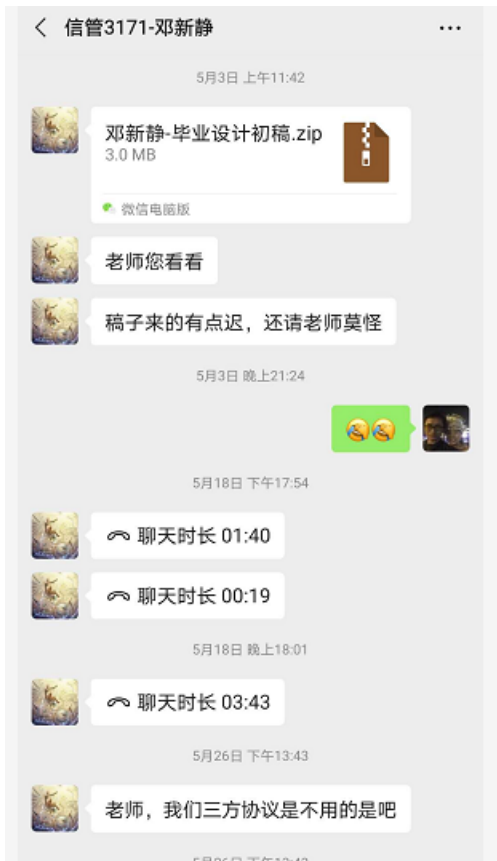 信管3171-邓新静
5月3日 上午11:42
邓新静-毕业设计初稿.zip
3.0 MB
微信电脑版
老师您看看
稿子来的有点迟，还请老师莫怪
5月3日 晚上21:24
5月18日 下午17:54
聊天时长 01:40
聊天时长 00:19
5月18日 晚上18:01
聊天时长 03:43
5月26日 下午13:43
老师，我们三方协议是不用的是吧